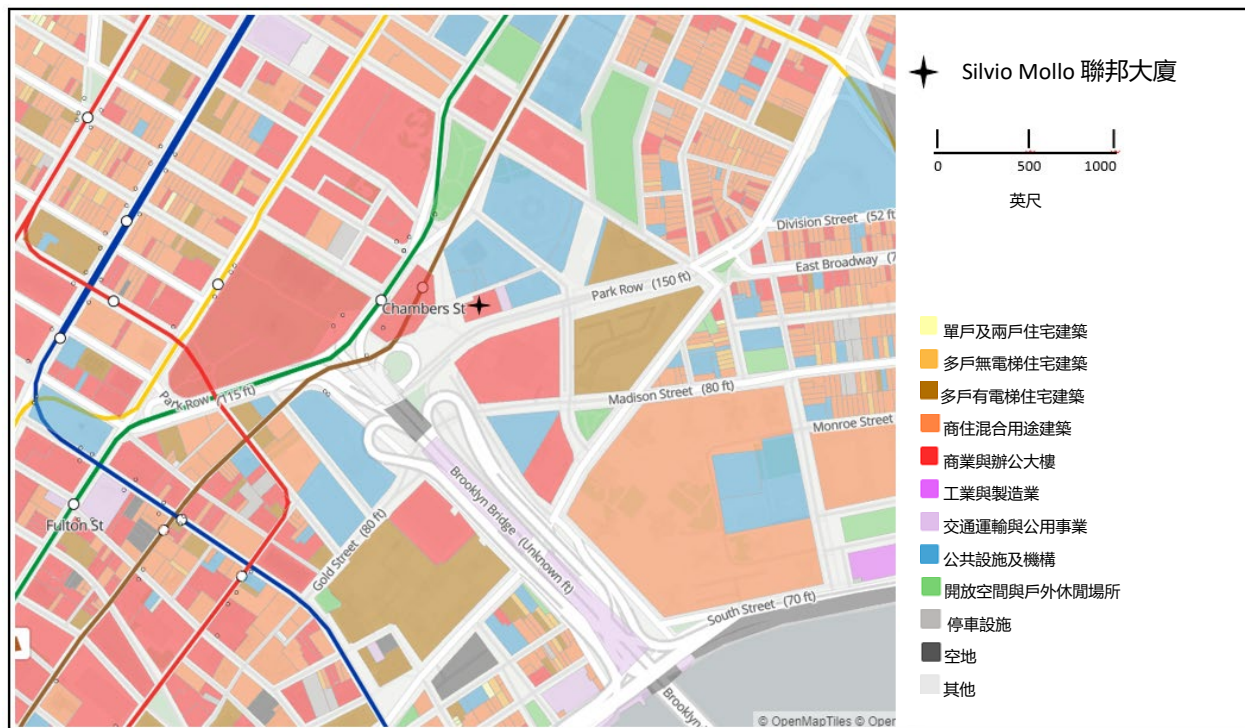 Silvio Mollo 聯邦大廈
0 500 1000
英尺
單戶及兩戶住宅建築
多戶無電梯住宅建築
多戶有電梯住宅建築
商住混合用途建築
商業與辦公大樓
工業與製造業
交通運輸與公用事業
公共設施及機構
開放空間與戶外休閒場所
停車設施
空地
其他
Division Street (52 ft
East Broadway (7
Park Row (150 ft)
Chambers St
Park Row (115 ft)
Madison Street (80 ft)
Monroe Street
Brooklyn Bridge (Unknown ft)
Fulton St
Gold Street (80 ft)
South Street (70 ft)
Brooklyn
© OpenMapTiles © Open